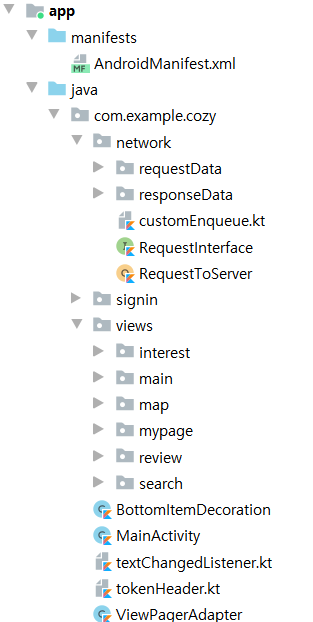 app
manifests
MF AndroidManifest.xml
java
com.example.cozy
network
requestData
responseData
customEnqueue.kt
I RequestInterface
RequestToServer
signin
views
interest
main
map
mypage
review
search
BottomItemDecoration
MainActivity
textChangedListener.kt
tokenHeader.kt
ViewPagerAdapter